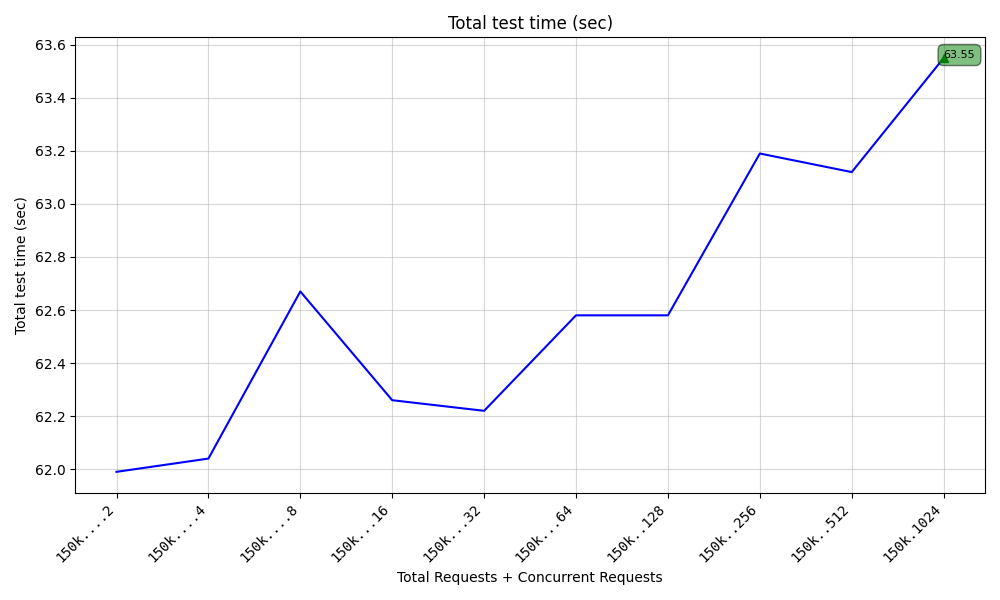 Total test time (sec)
63.6
63.55
63.4
63.2
63.0
62.8
62.6
62.4
62.2
62.0
Total test time (sec)
150k....2
150k....4
150k....8
150k...16
150k...32
150k...64
150k..128
150k..256
150k..512
150k.1024
Total Requests + Concurrent Requests